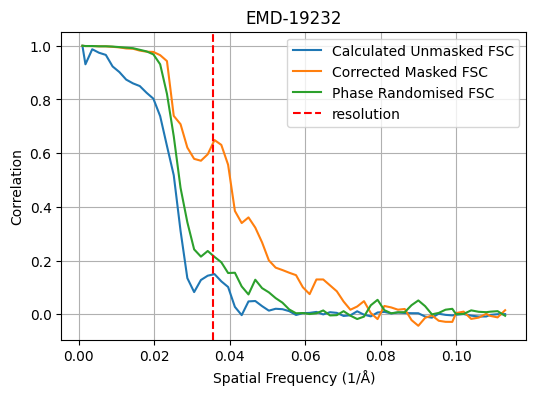 EMD-19232
Calculated Unmasked FSC
Corrected Masked FSC
Phase Randomised FSC
resolution
Correlation
1.0
0.8
0.6
0.4
0.2
0.0
0.00 0.02 0.04 0.06 0.08 0.10
Spatial Frequency (1/Å)